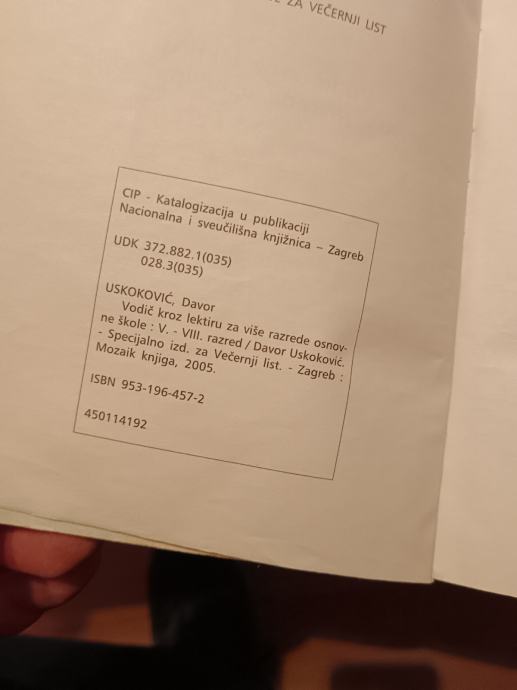 ZA VEČERNJI LIST
CIP - Katalogizacija u publikaciji
Nacionalna i sveučilišna knjižnica – Zagreb
UDK 372.882.1(035)
028.3(035)
USKOKOVIĆ, Davor
Vodič kroz lektiru za više razrede osnov-
ne škole : V. - VIII. razred / Davor Uskoković.
- Specijalno izd. za Večernji list. - Zagreb :
Mozaik knjiga, 2005.
ISBN 953-196-457-2
450114192